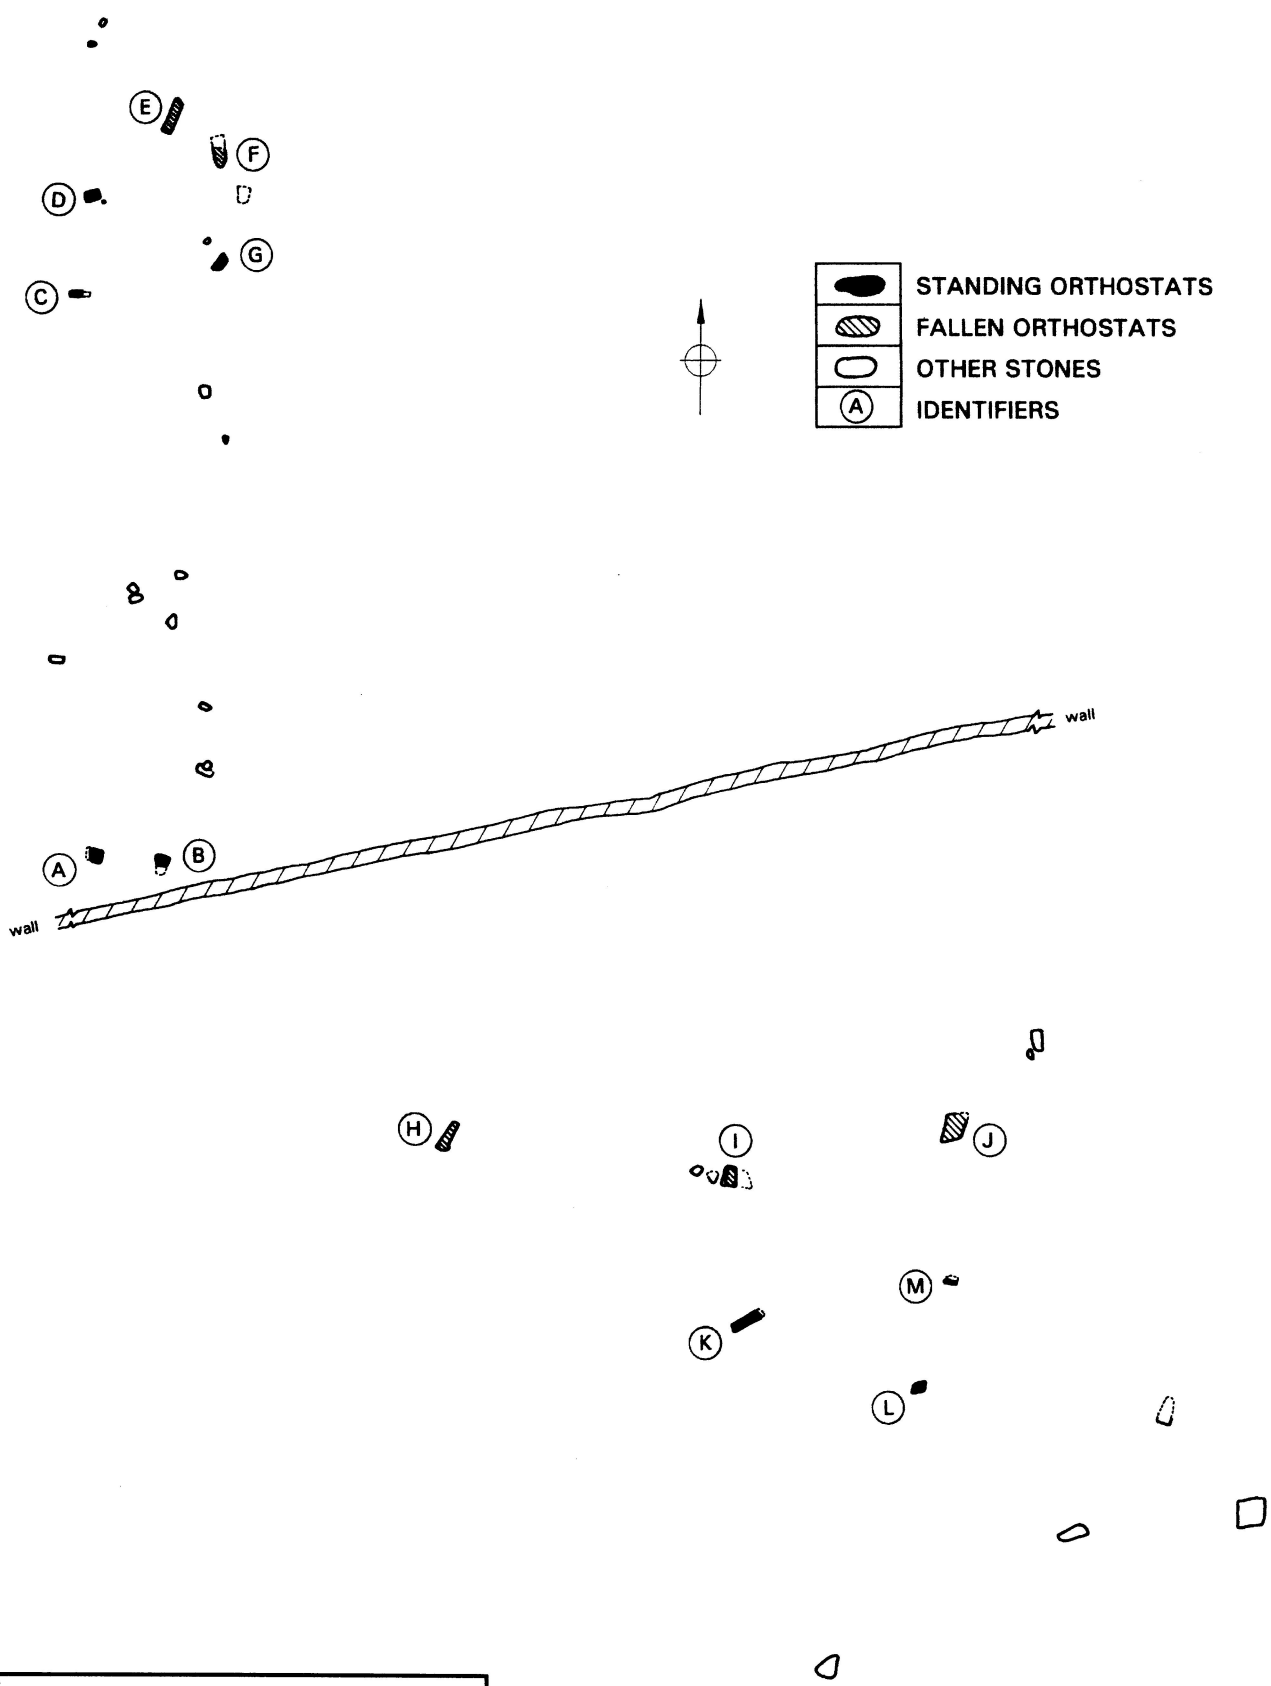 E
F
D
G
C
STANDING ORTHOSTATS
FALLEN ORTHOSTATS
OTHER STONES
A IDENTIFIERS
wall
A
B
wall
H
I
J
M
K
L